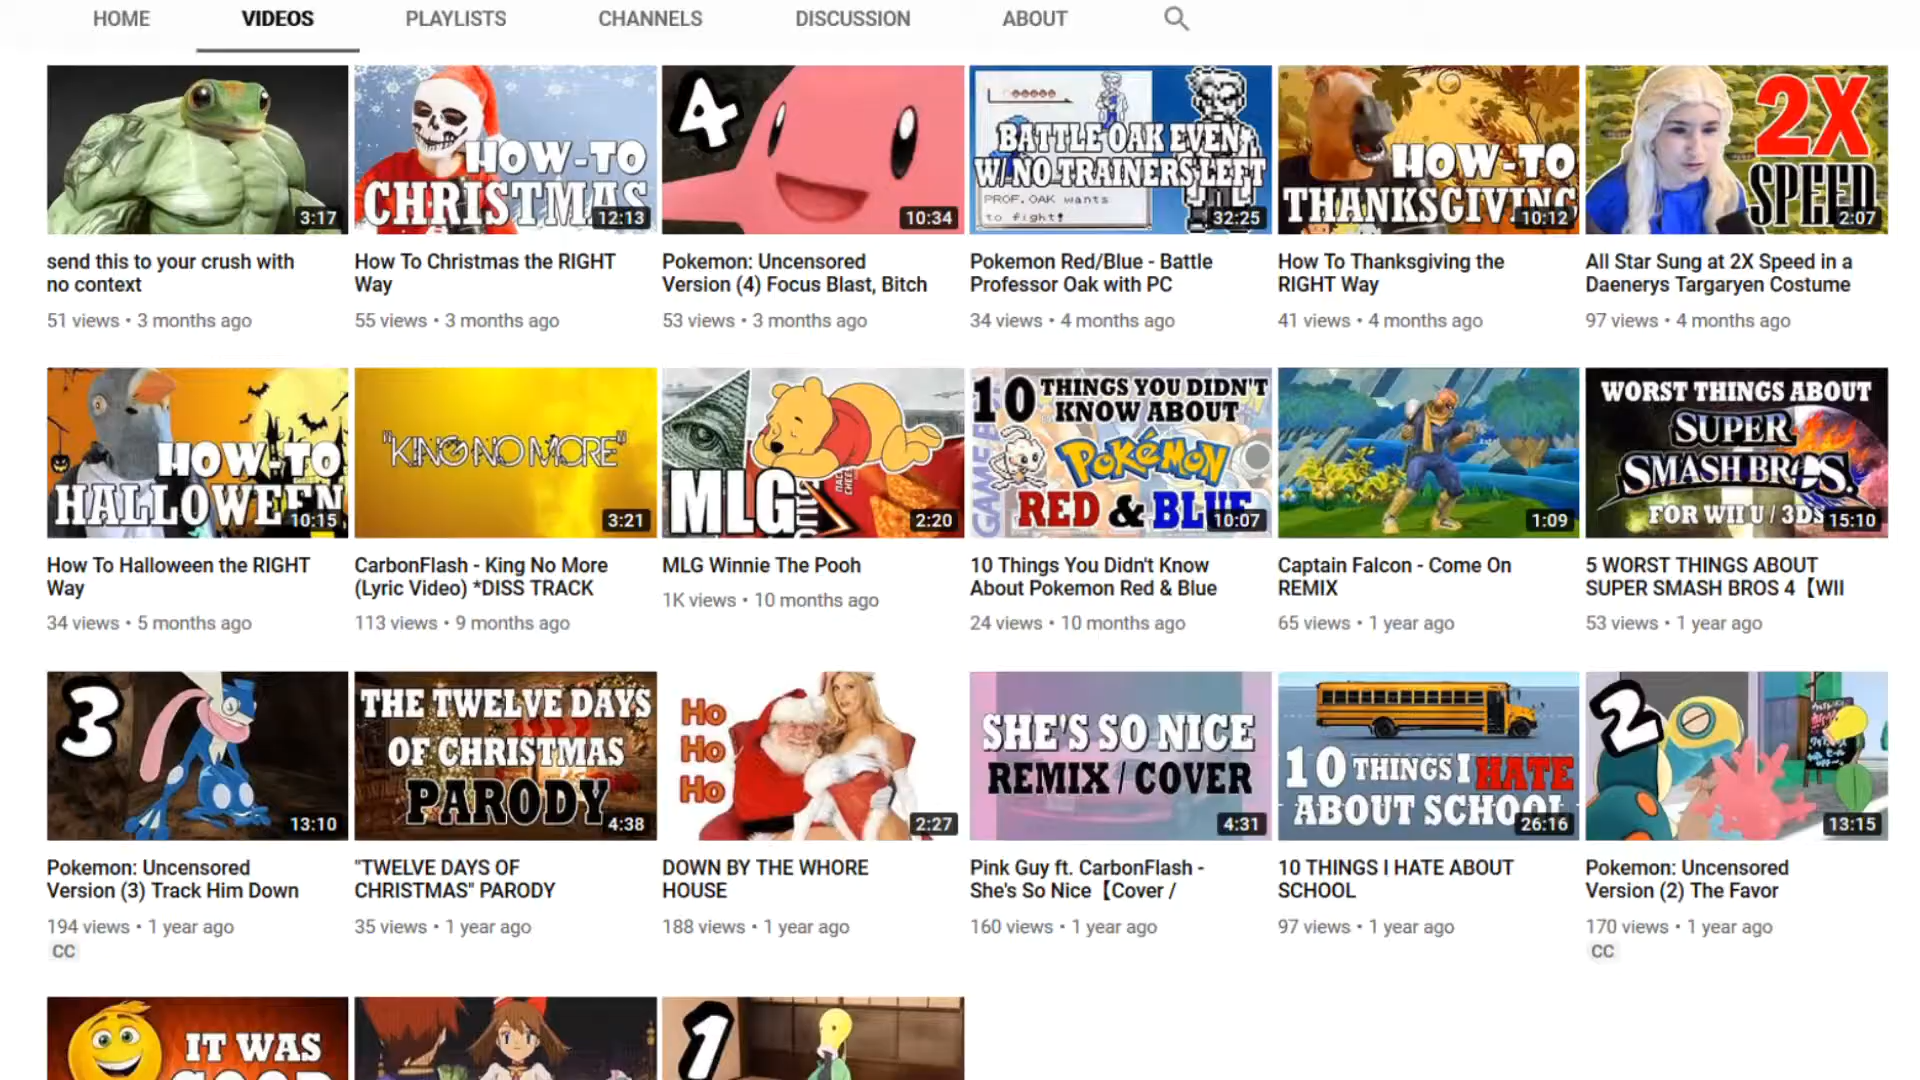 HOME VIDEOS PLAYLISTS CHANNELS DISCUSSION ABOUT
3:17
HOW-TO
CHRISTMAS
12:13
4
10:34
BATTLE OAK EVEN
W/ NO TRAINERS LEFT
PROF. OAK wants
to fight!
32:25
HOW-TO
THANKSGIVING
10:12
2X
SPEED
2:07
send this to your crush with
no context
51 views • 3 months ago
How To Christmas the RIGHT
Way
55 views • 3 months ago
Pokemon: Uncensored
Version (4) Focus Blast, Bitch
53 views • 3 months ago
Pokemon Red/Blue - Battle
Professor Oak with PC
34 views • 4 months ago
How To Thanksgiving the
RIGHT Way
41 views • 4 months ago
All Star Sung at 2X Speed in a
Daenerys Targaryen Costume
97 views • 4 months ago
HOW-TO
HALLOWEEN
10:15
"KING NO MORE"
3:21
MLG
2:20
10 THINGS YOU DIDN'T
KNOW ABOUT
POKéMON
RED & BLUE
GAME
10:07
1:09
WORST THINGS ABOUT
SUPER
SMASH BROS.
FOR WII U / 3DS
15:10
How To Halloween the RIGHT
Way
34 views • 5 months ago
CarbonFlash - King No More
(Lyric Video) *DISS TRACK
113 views • 9 months ago
MLG Winnie The Pooh
1K views • 10 months ago
10 Things You Didn't Know
About Pokemon Red & Blue
24 views • 10 months ago
Captain Falcon - Come On
REMIX
65 views • 1 year ago
5 WORST THINGS ABOUT
SUPER SMASH BROS 4【WII
53 views • 1 year ago
3
13:10
THE TWELVE DAYS
OF CHRISTMAS
PARODY
4:38
Ho
Ho
Ho
2:27
SHE'S SO NICE
REMIX / COVER
4:31
10 THINGS I HATE
ABOUT SCHOOL
26:16
2
13:15
Pokemon: Uncensored
Version (3) Track Him Down
194 views • 1 year ago
CC
"TWELVE DAYS OF
CHRISTMAS" PARODY
35 views • 1 year ago
DOWN BY THE WHORE
HOUSE
188 views • 1 year ago
Pink Guy ft. CarbonFlash -
She's So Nice【Cover /
160 views • 1 year ago
10 THINGS I HATE ABOUT
SCHOOL
97 views • 1 year ago
Pokemon: Uncensored
Version (2) The Favor
170 views • 1 year ago
CC
IT WAS
GOOD
1